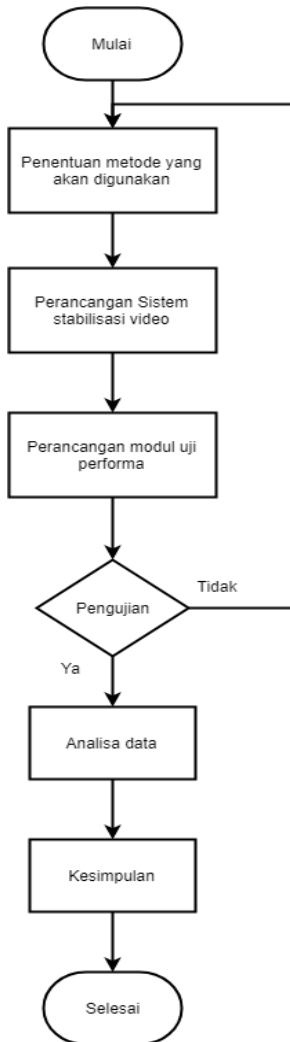 Mulai
Penentuan metode yang
akan digunakan
Perancangan Sistem
stabilisasi video
Perancangan modul uji
performa
Pengujian
Tidak
Ya
Analisa data
Kesimpulan
Selesai